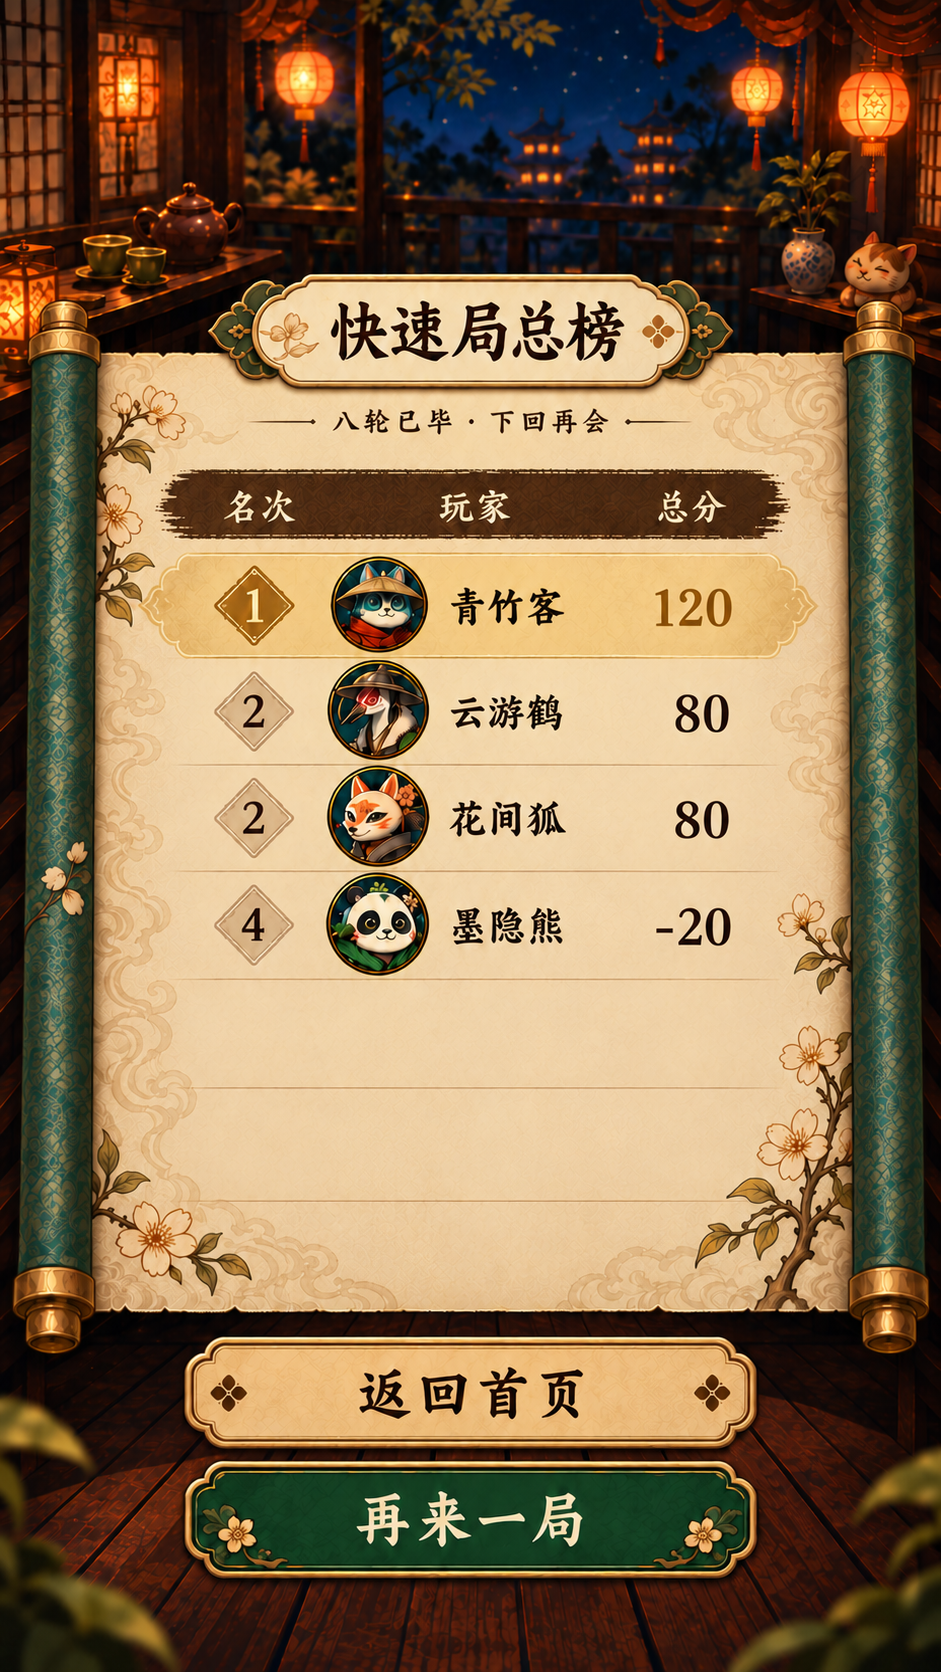 快速局总榜
八轮已毕·下回再会
名次 玩家 总分
1 青竹客 120
2 云游鹤 80
2 花间狐 80
4 墨隐熊 -20
返回首页
再来一局